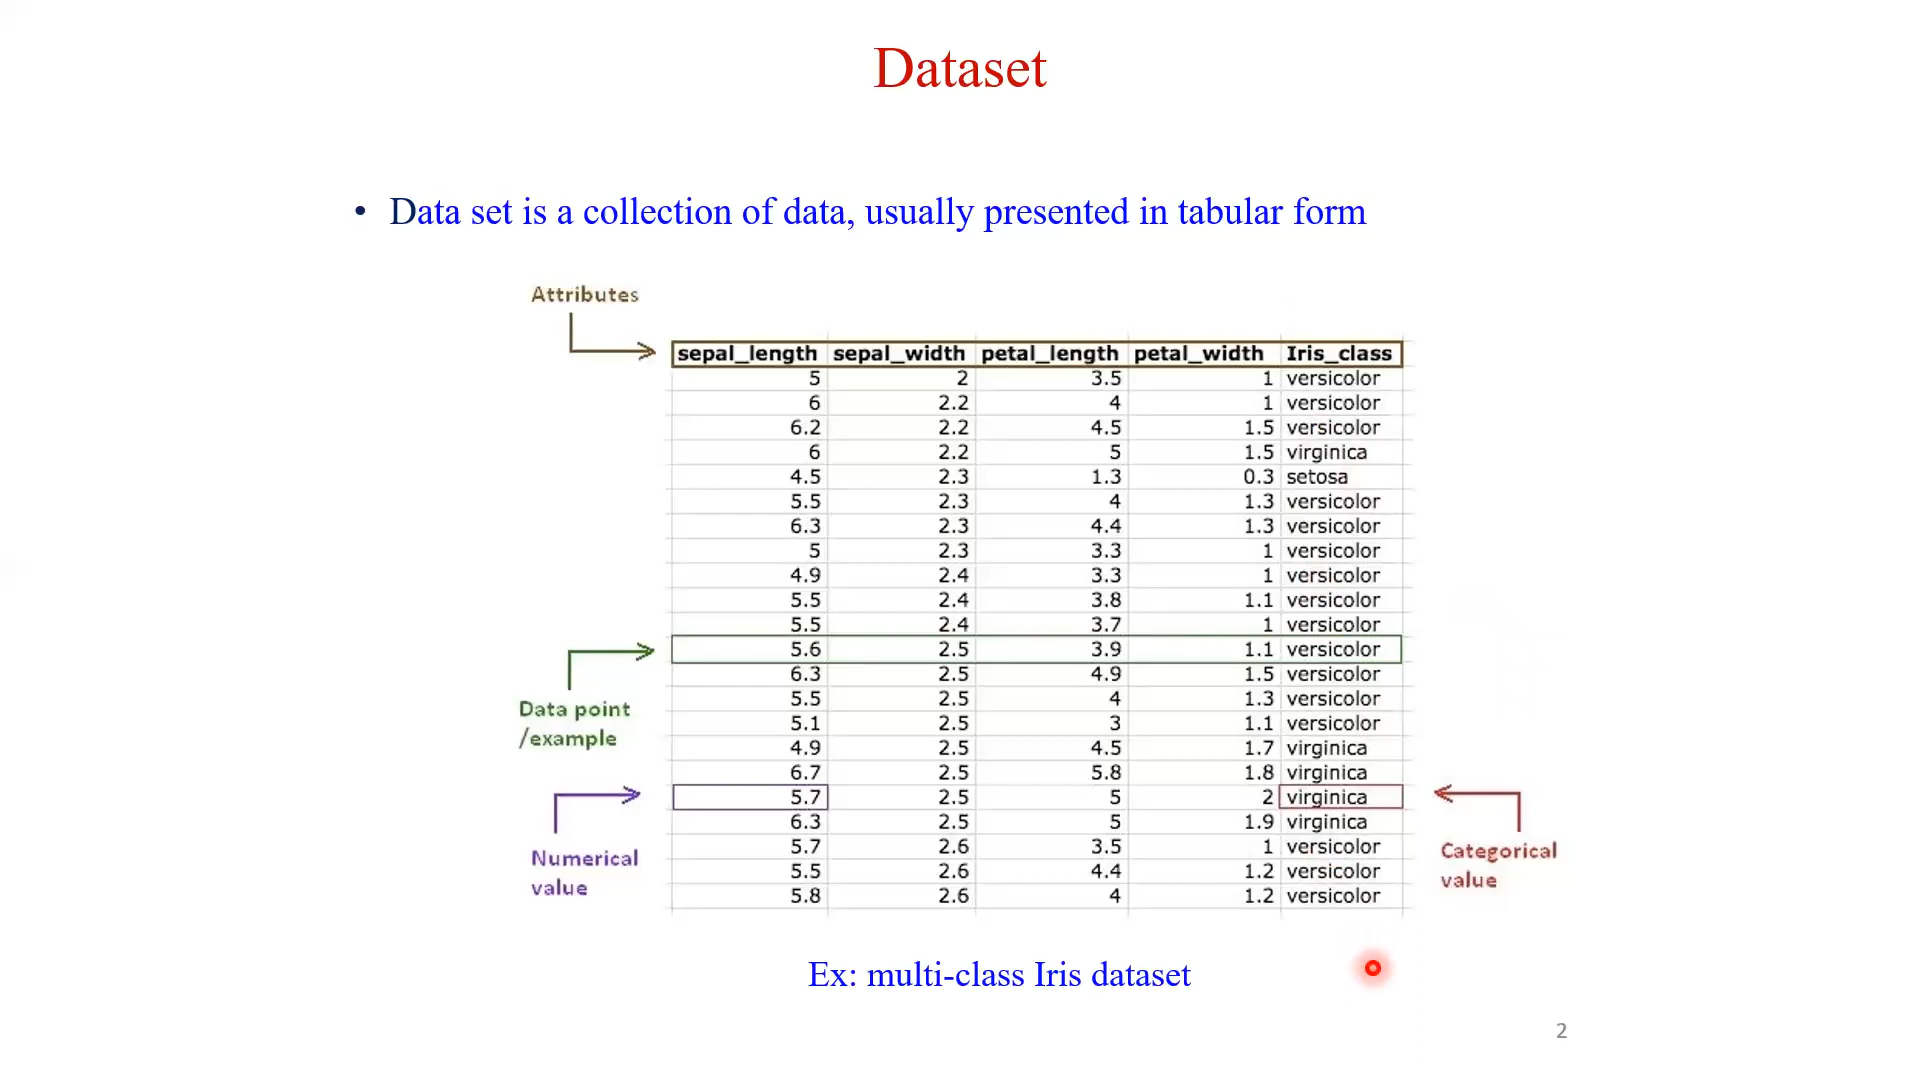 Dataset
• Data set is a collection of data, usually presented in tabular form
Attributes
sepal_length sepal_width petal_length petal_width Iris_class
5 2 3.5 1 versicolor
6 2.2 4 1 versicolor
6.2 2.2 4.5 1.5 versicolor
6 2.2 5 1.5 virginica
4.5 2.3 1.3 0.3 setosa
5.5 2.3 4 1.3 versicolor
6.3 2.3 4.4 1.3 versicolor
5 2.3 3.3 1 versicolor
4.9 2.4 3.3 1 versicolor
5.5 2.4 3.8 1.1 versicolor
5.5 2.4 3.7 1 versicolor
5.6 2.5 3.9 1.1 versicolor
6.3 2.5 4.9 1.5 versicolor
5.5 2.5 4 1.3 versicolor
5.1 2.5 3 1.1 versicolor
4.9 2.5 4.5 1.7 virginica
6.7 2.5 5.8 1.8 virginica
5.7 2.5 5 2 virginica
6.3 2.5 5 1.9 virginica
5.7 2.6 3.5 1 versicolor
5.5 2.6 4.4 1.2 versicolor
5.8 2.6 4 1.2 versicolor
Data point
/example
Numerical
value
Categorical
value
Ex: multi-class Iris dataset
2